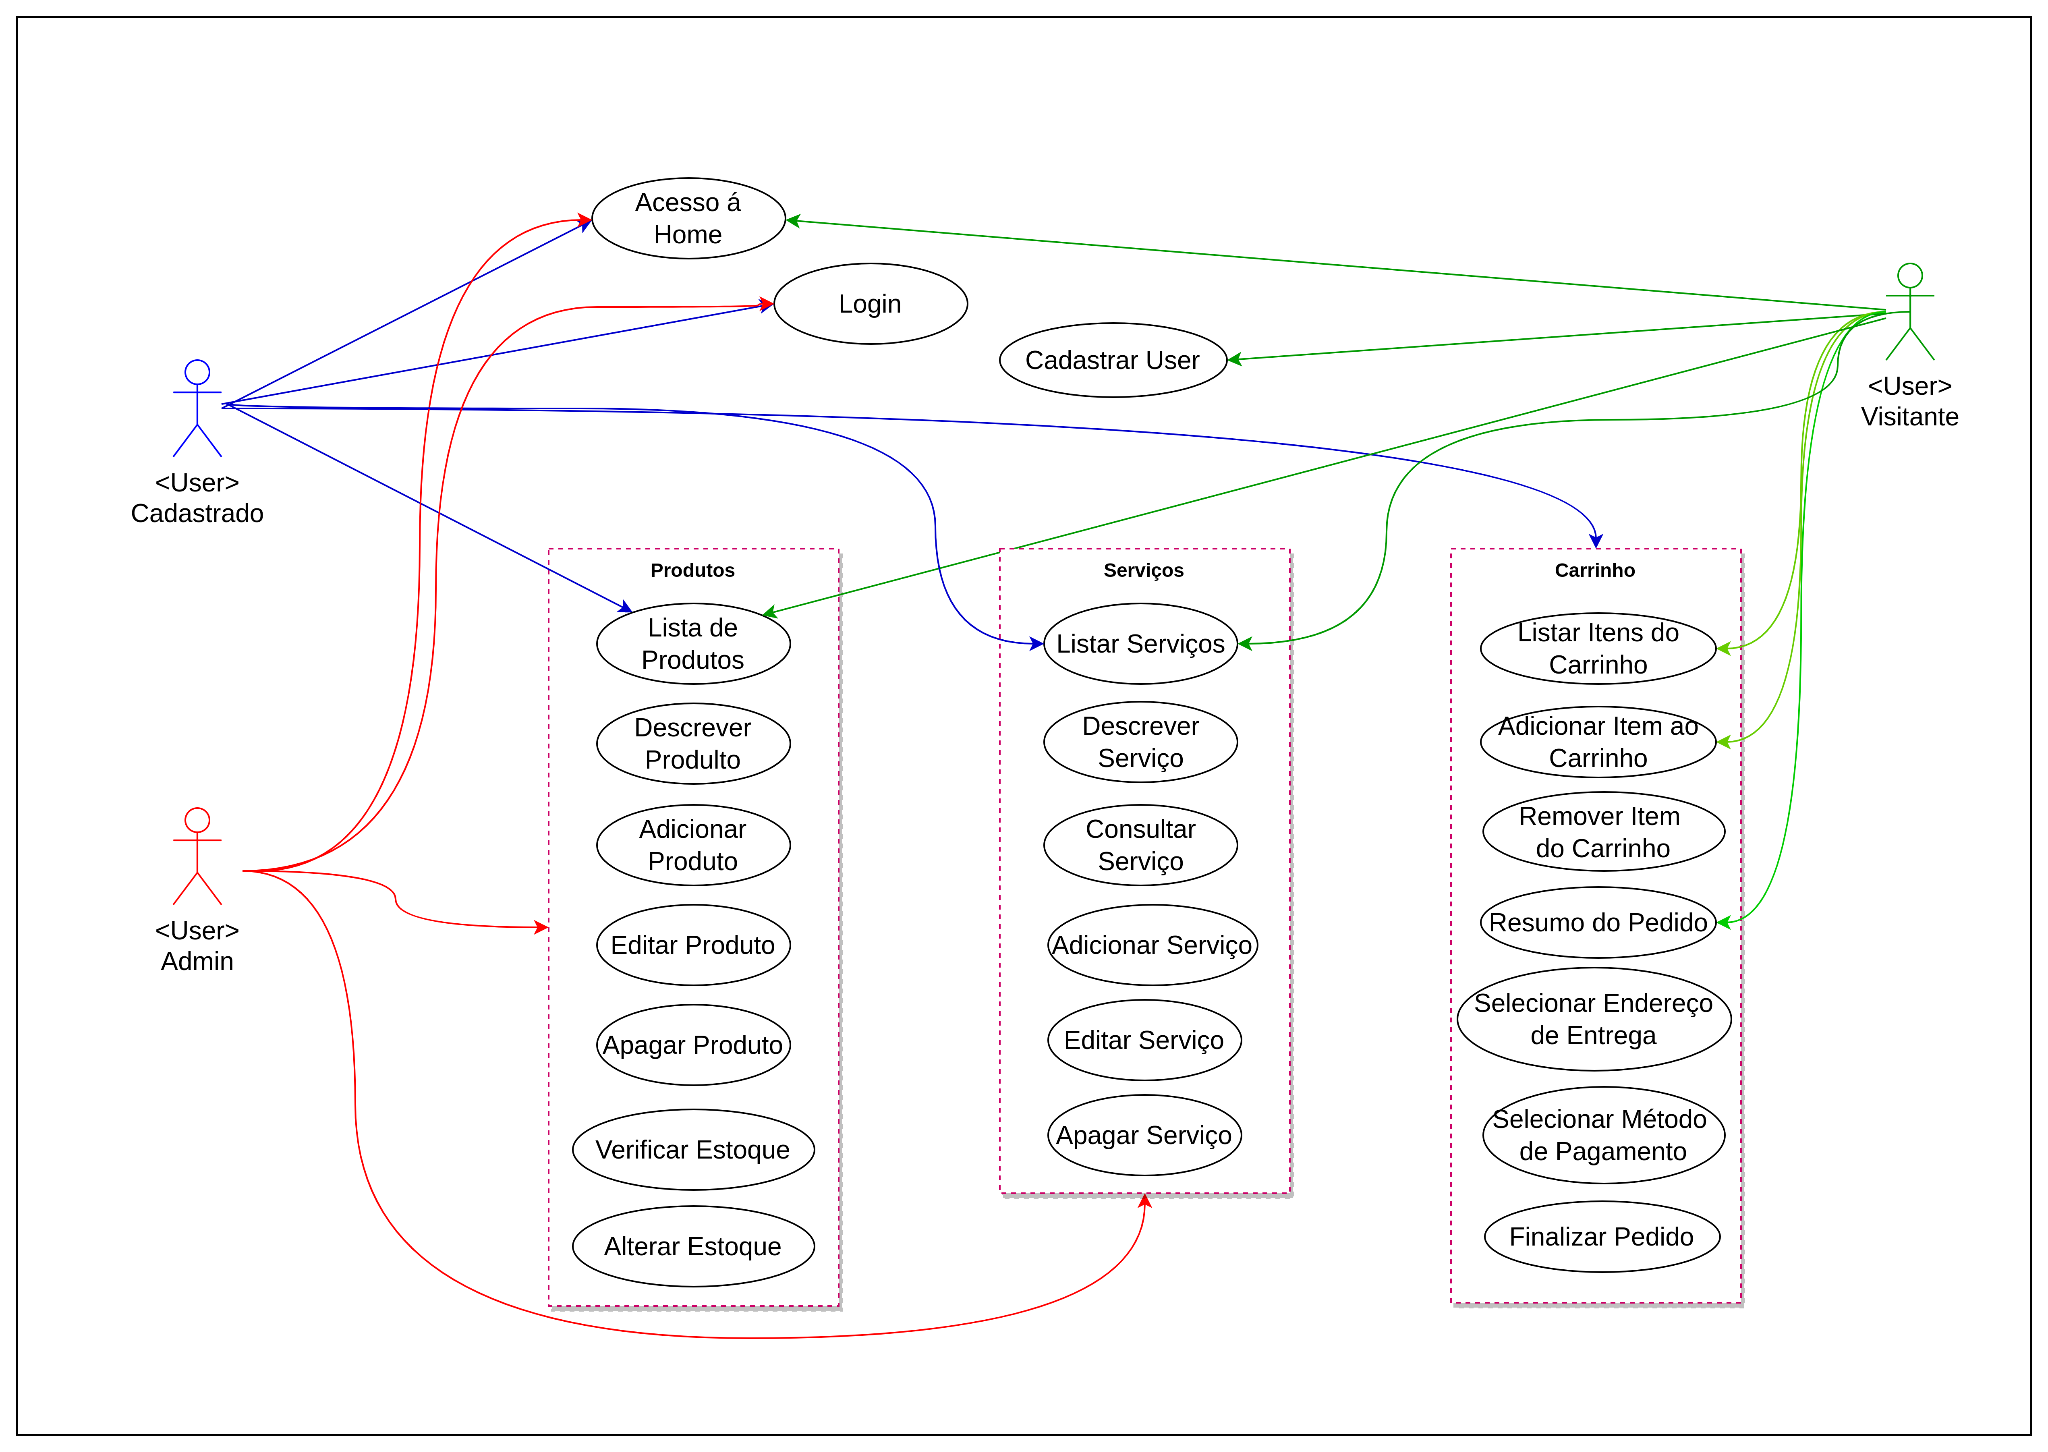 Acesso á
Home
Login
Cadastrar User
<User>
Visitante
<User>
Cadastrado
<User>
Admin
Produtos
Lista de
Produtos
Descrever
Produlto
Adicionar
Produto
Editar Produto
Apagar Produto
Verificar Estoque
Alterar Estoque
Serviços
Listar Serviços
Descrever
Serviço
Consultar
Serviço
Adicionar Serviço
Editar Serviço
Apagar Serviço
Carrinho
Listar Itens do
Carrinho
Adicionar Item ao
Carrinho
Remover Item
do Carrinho
Resumo do Pedido
Selecionar Endereço
de Entrega
Selecionar Método
de Pagamento
Finalizar Pedido